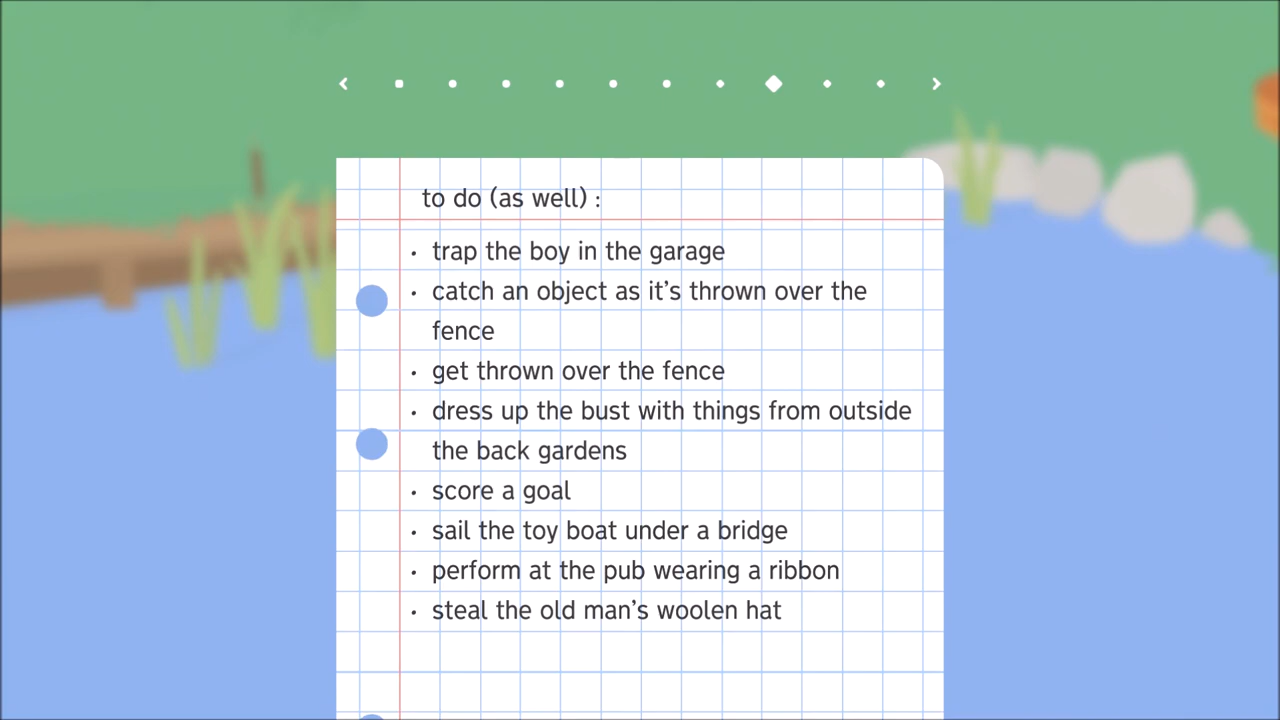 to do (as well) :
• trap the boy in the garage
• catch an object as it’s thrown over the
fence
• get thrown over the fence
• dress up the bust with things from outside
the back gardens
• score a goal
• sail the toy boat under a bridge
• perform at the pub wearing a ribbon
• steal the old man’s woolen hat